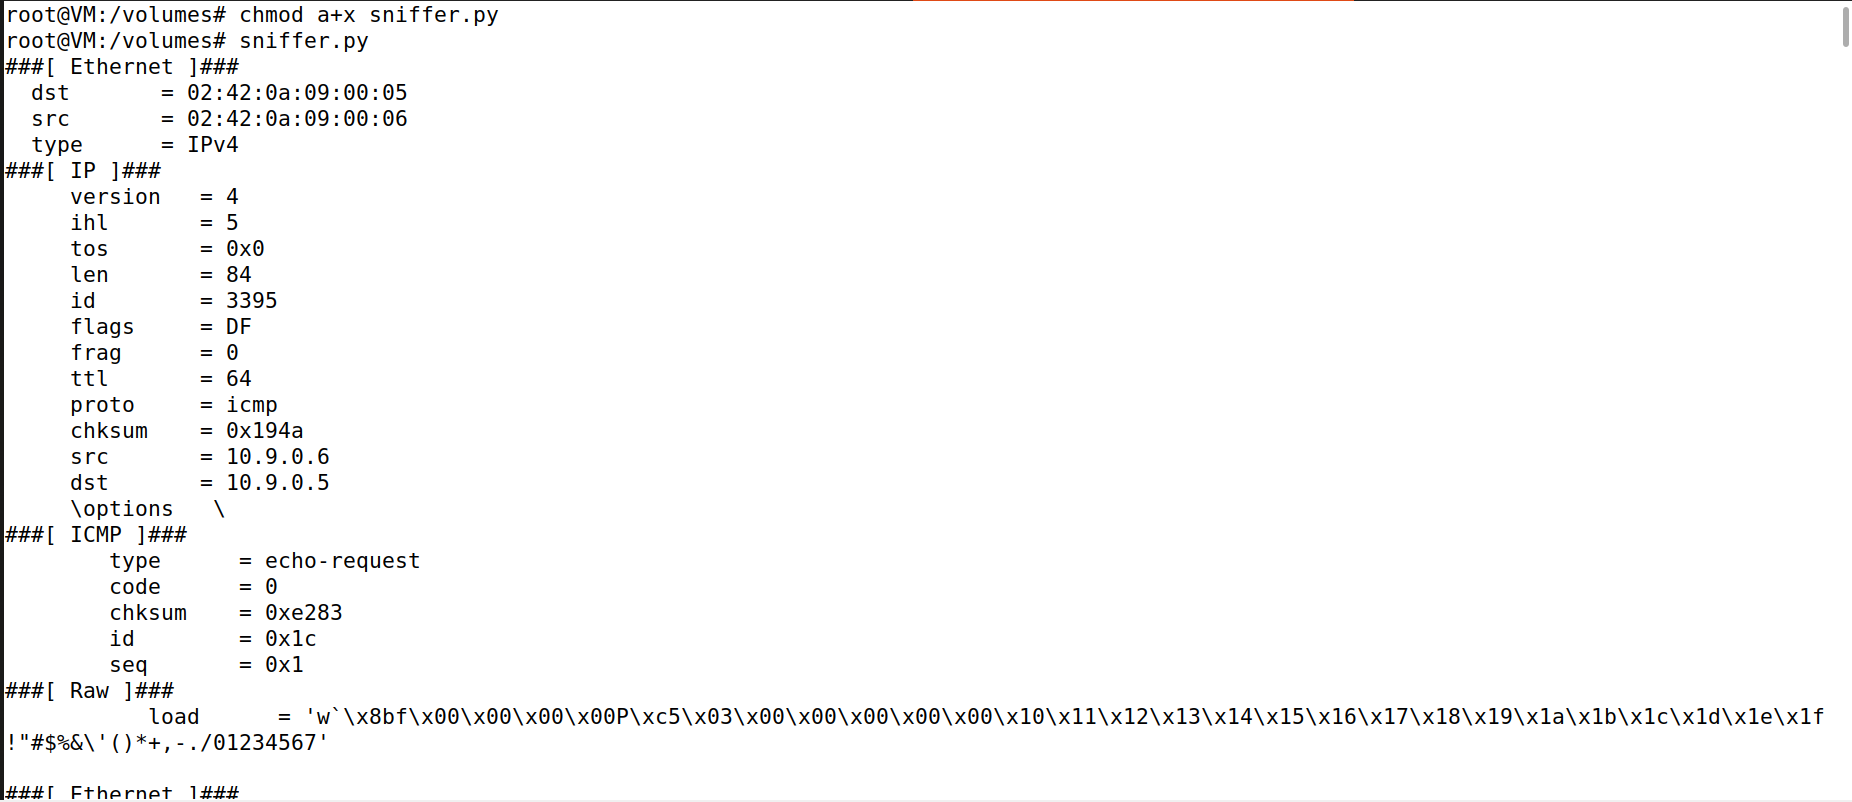 root@VM:/volumes# chmod a+x sniffer.py
root@VM:/volumes# sniffer.py
###[ Ethernet ]###
  dst       = 02:42:0a:09:00:05
  src       = 02:42:0a:09:00:06
  type      = IPv4
###[ IP ]###
     version   = 4
     ihl       = 5
     tos       = 0x0
     len       = 84
     id        = 3395
     flags     = DF
     frag      = 0
     ttl       = 64
     proto     = icmp
     chksum    = 0x194a
     src       = 10.9.0.6
     dst       = 10.9.0.5
     \options   \
###[ ICMP ]###
        type      = echo-request
        code      = 0
        chksum    = 0xe283
        id        = 0x1c
        seq       = 0x1
###[ Raw ]###
           load      = 'w`\x8bf\x00\x00\x00\x00P\xc5\x03\x00\x00\x00\x00\x00\x10\x11\x12\x13\x14\x15\x16\x17\x18\x19\x1a\x1b\x1c\x1d\x1e\x1f
!"#$%&\'()*+,-./01234567'

###[ Ethernet ]###